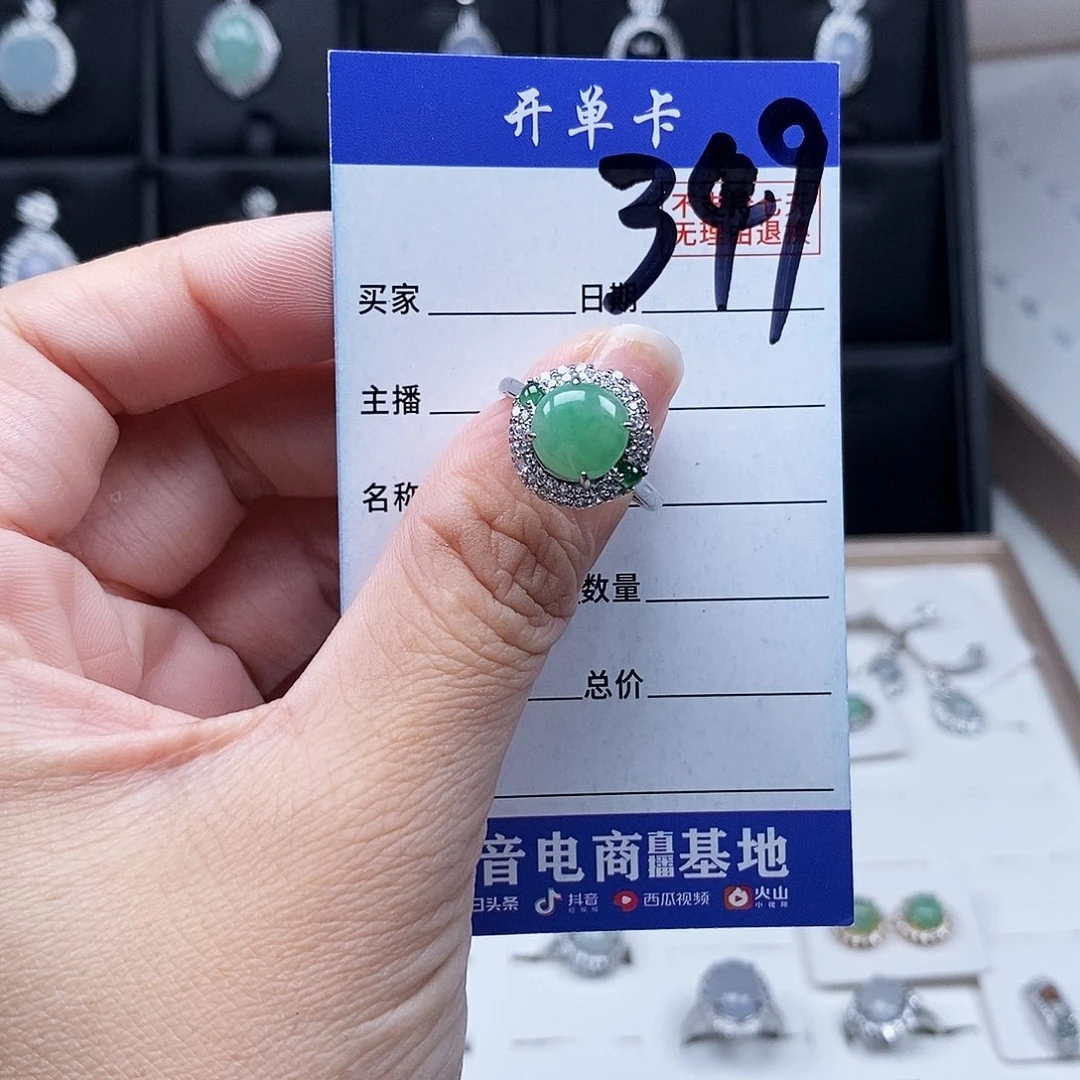 开单卡
349
无理由退换
买家 日期
主播
名称
数量
总价
音电商直播基地
日头条 抖音 西瓜视频 火山